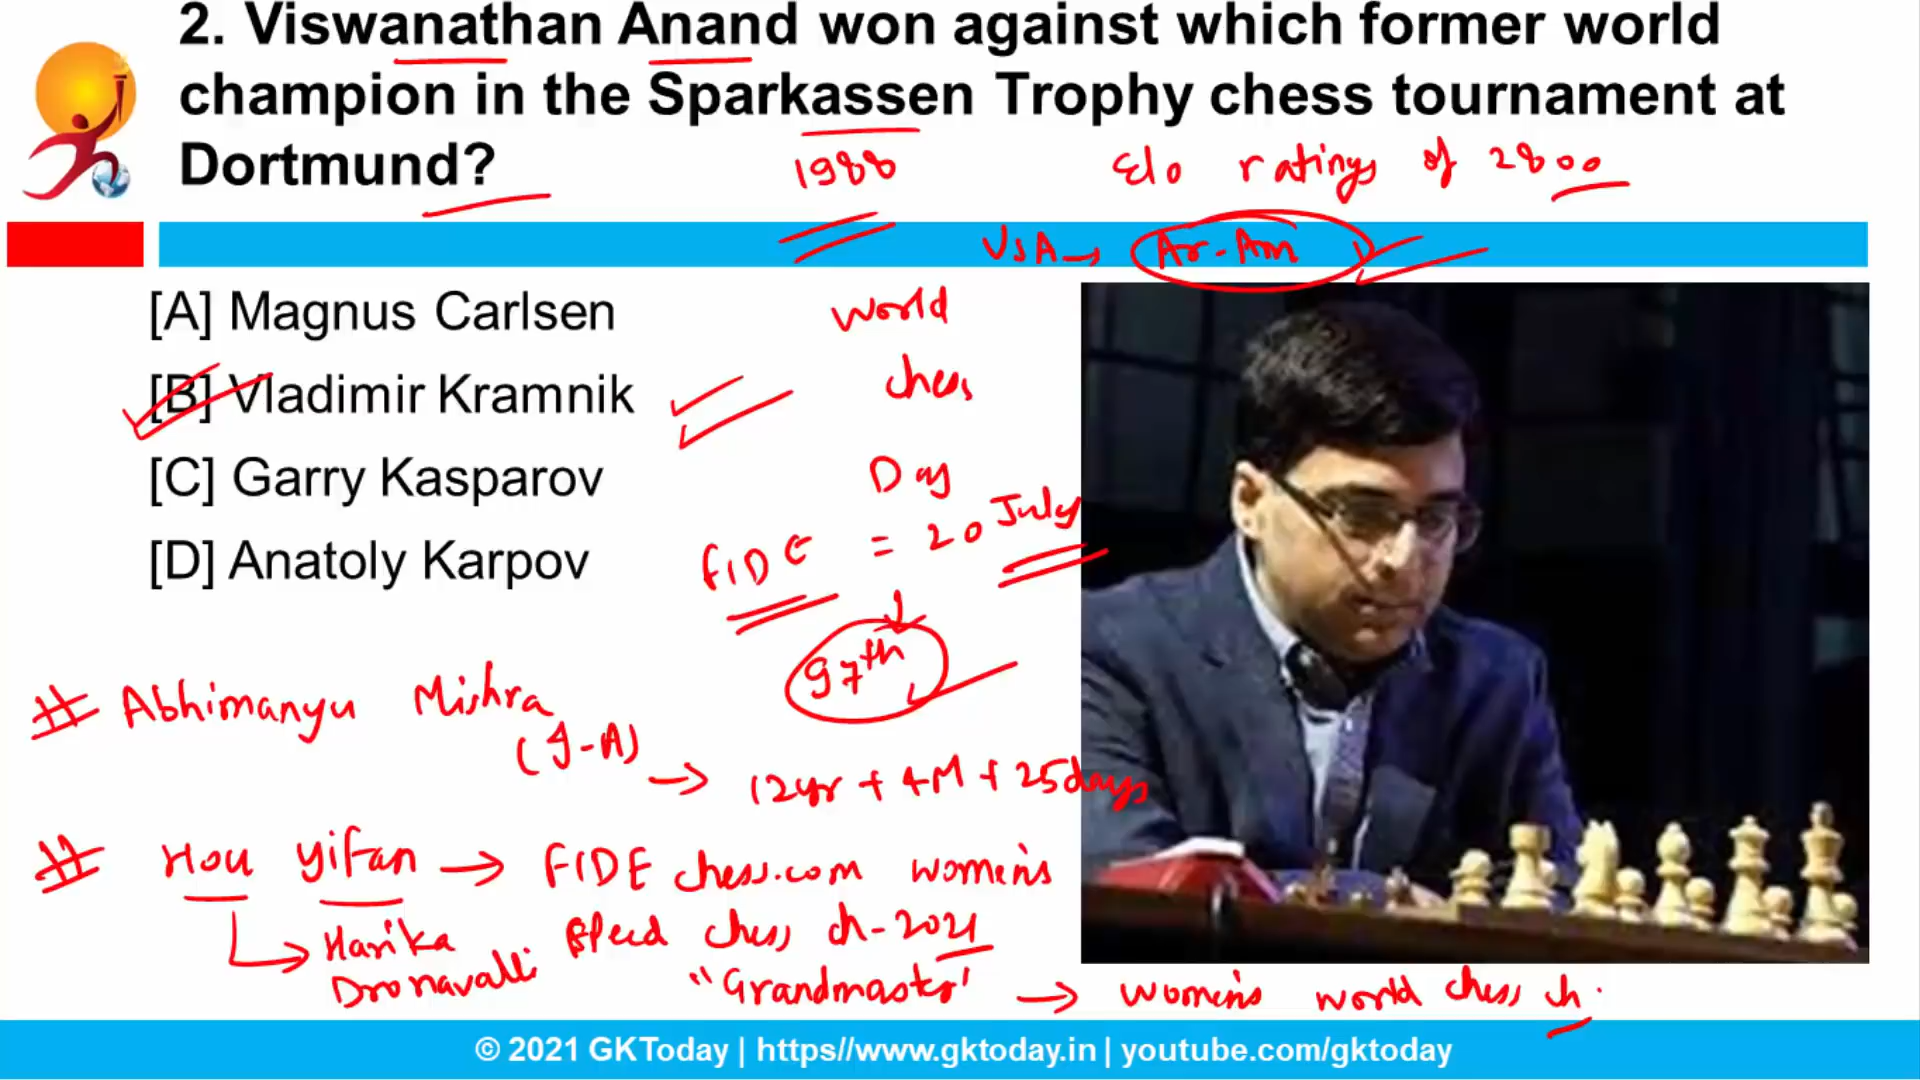 2. Viswanathan Anand won against which former world
champion in the Sparkassen Trophy chess tournament at
Dortmund?
1988
Elo ratings of 2800
USA → Ar-Am
[A] Magnus Carlsen
[B] Vladimir Kramnik
[C] Garry Kasparov
[D] Anatoly Karpov
World
chess
Day
FIDE = 20 July
97th
# Abhimanyu Mishra
→ 12yr + 4M + 25days
# Hou Yifan → FIDE chess.com women's
speed chess ch-2021
Harika
Dronavalli
"Grandmaster" → women's world chess ch.
© 2021 GKToday | https//www.gktoday.in | youtube.com/gktoday